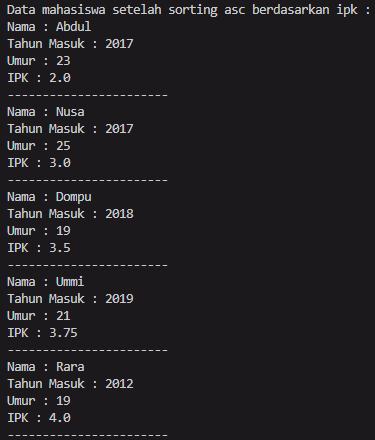 Data mahasiswa setelah sorting asc berdasarkan ipk :
Nama : Abdul
Tahun Masuk : 2017
Umur : 23
IPK : 2.0
-----------------------
Nama : Nusa
Tahun Masuk : 2017
Umur : 25
IPK : 3.0
-----------------------
Nama : Dompu
Tahun Masuk : 2018
Umur : 19
IPK : 3.5
-----------------------
Nama : Ummi
Tahun Masuk : 2019
Umur : 21
IPK : 3.75
-----------------------
Nama : Rara
Tahun Masuk : 2012
Umur : 19
IPK : 4.0
-----------------------